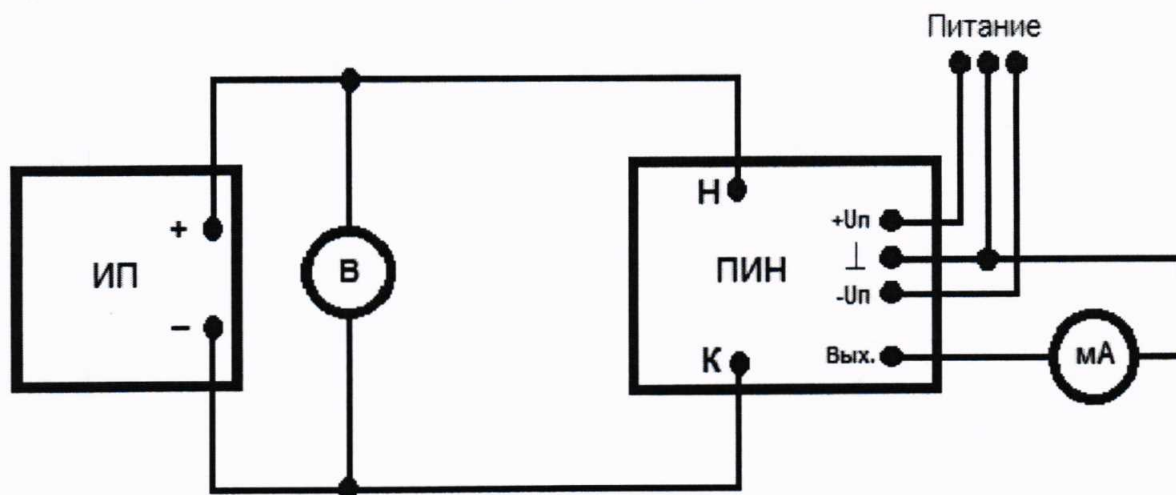 Питание
Н
+Uп
+
ИП
В
ПИН
⊥
-Uп
−
К
Вых.
мА